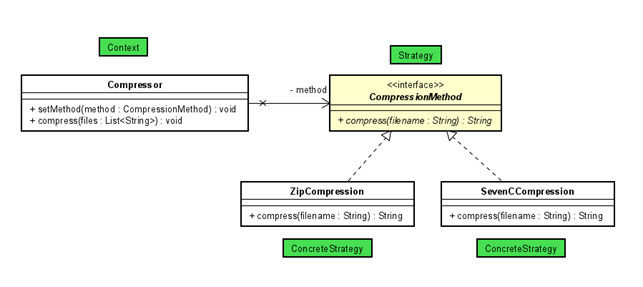 Context
Strategy
Compressor
+ setMethod(method : CompressionMethod) : void
+ compress(files : List<String>) : void
- method
<<interface>>
CompressionMethod
+ compress(filename : String) : String
ZipCompression
+ compress(filename : String) : String
SevenCCompression
+ compress(filename : String) : String
ConcreteStrategy
ConcreteStrategy